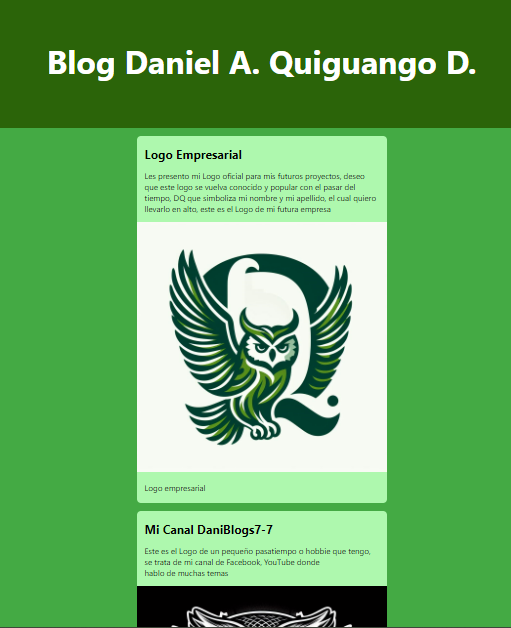 Blog Daniel A. Quiguango D.
Logo Empresarial
Les presento mi Logo oficial para mis futuros proyectos, deseo
que este logo se vuelva conocido y popular con el pasar del
tiempo, DQ que simboliza mi nombre y mi apellido, el cual quiero
llevarlo en alto, este es el Logo de mi futura empresa
Q
Logo empresarial
Mi Canal DaniBlogs7-7
Este es el Logo de un pequeño pasatiempo o hobbie que tengo,
se trata de mi canal de Facebook, YouTube donde
hablo de muchas temas